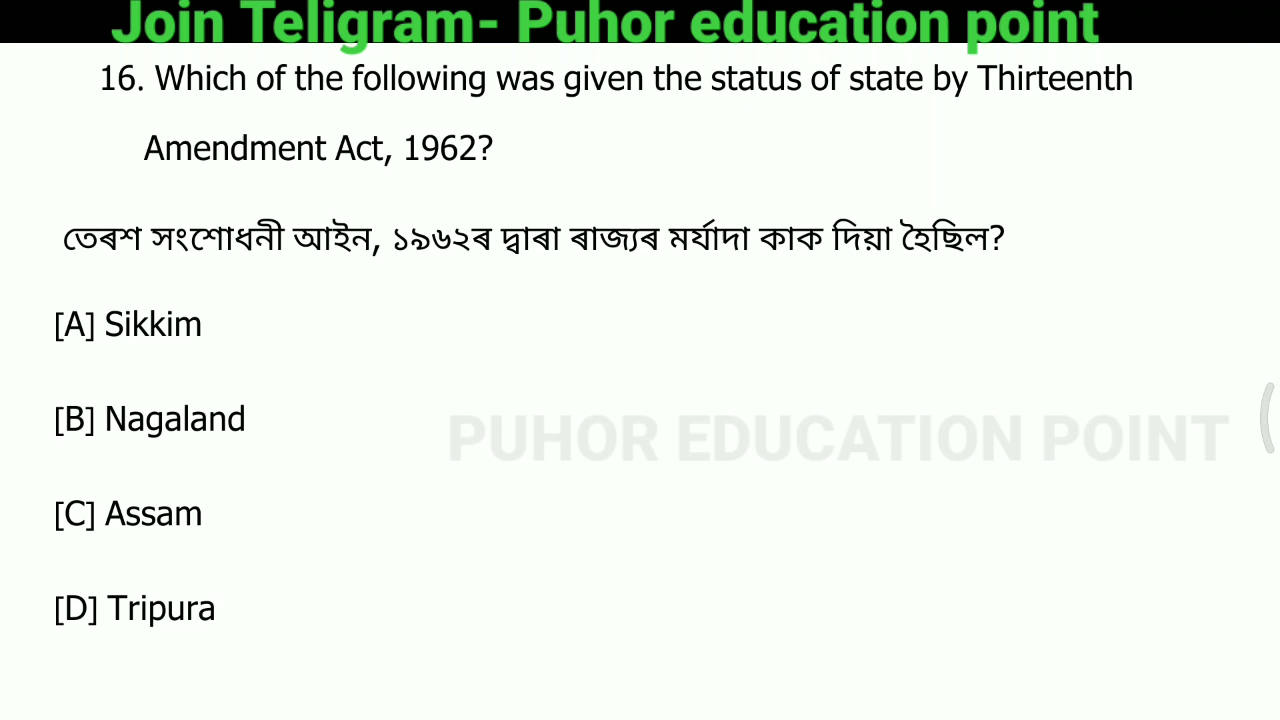 Join Teligram- Puhor education point
16. Which of the following was given the status of state by Thirteenth
Amendment Act, 1962?
তেৰশ সংশোধনী আইন, ১৯৬২ৰ দ্বাৰা ৰাজ্যৰ মৰ্যাদা কাক দিয়া হৈছিল?
[A] Sikkim
[B] Nagaland
PUHOR EDUCATION POINT
[C] Assam
[D] Tripura